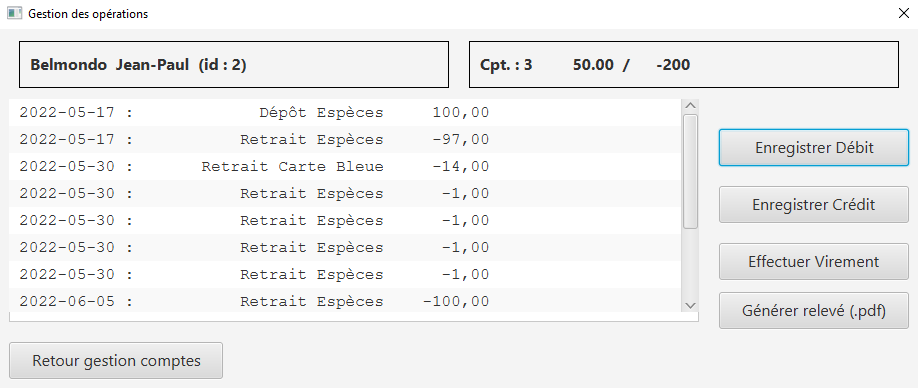 Gestion des opérations
Belmondo Jean-Paul (id : 2)
Cpt. : 3 50.00 / -200
2022-05-17 : Dépôt Espèces 100,00
2022-05-17 : Retrait Espèces -97,00
2022-05-30 : Retrait Carte Bleue -14,00
2022-05-30 : Retrait Espèces -1,00
2022-05-30 : Retrait Espèces -1,00
2022-05-30 : Retrait Espèces -1,00
2022-05-30 : Retrait Espèces -1,00
2022-06-05 : Retrait Espèces -100,00
Enregistrer Débit
Enregistrer Crédit
Effectuer Virement
Générer relevé (.pdf)
Retour gestion comptes